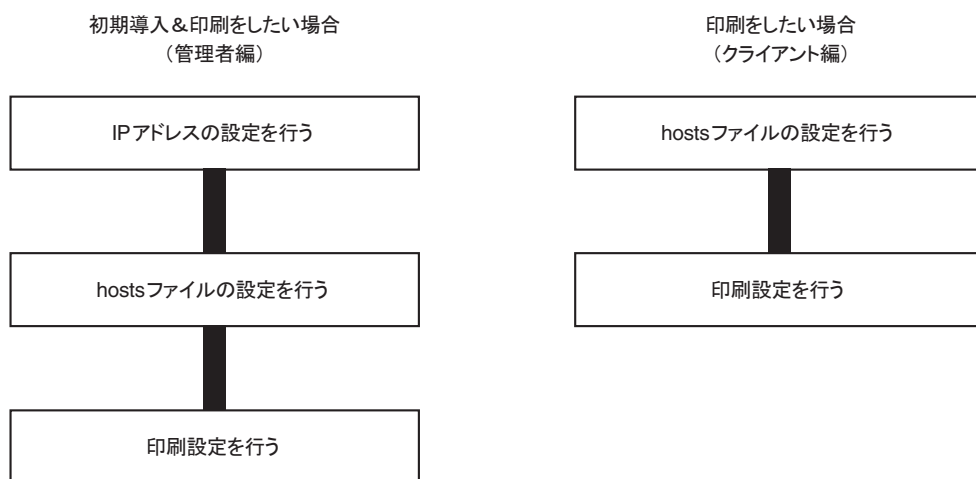 初期導入＆印刷をしたい場合
（管理者編）
IPアドレスの設定を行う
hostsファイルの設定を行う
印刷設定を行う
印刷をしたい場合
（クライアント編）
hostsファイルの設定を行う
印刷設定を行う